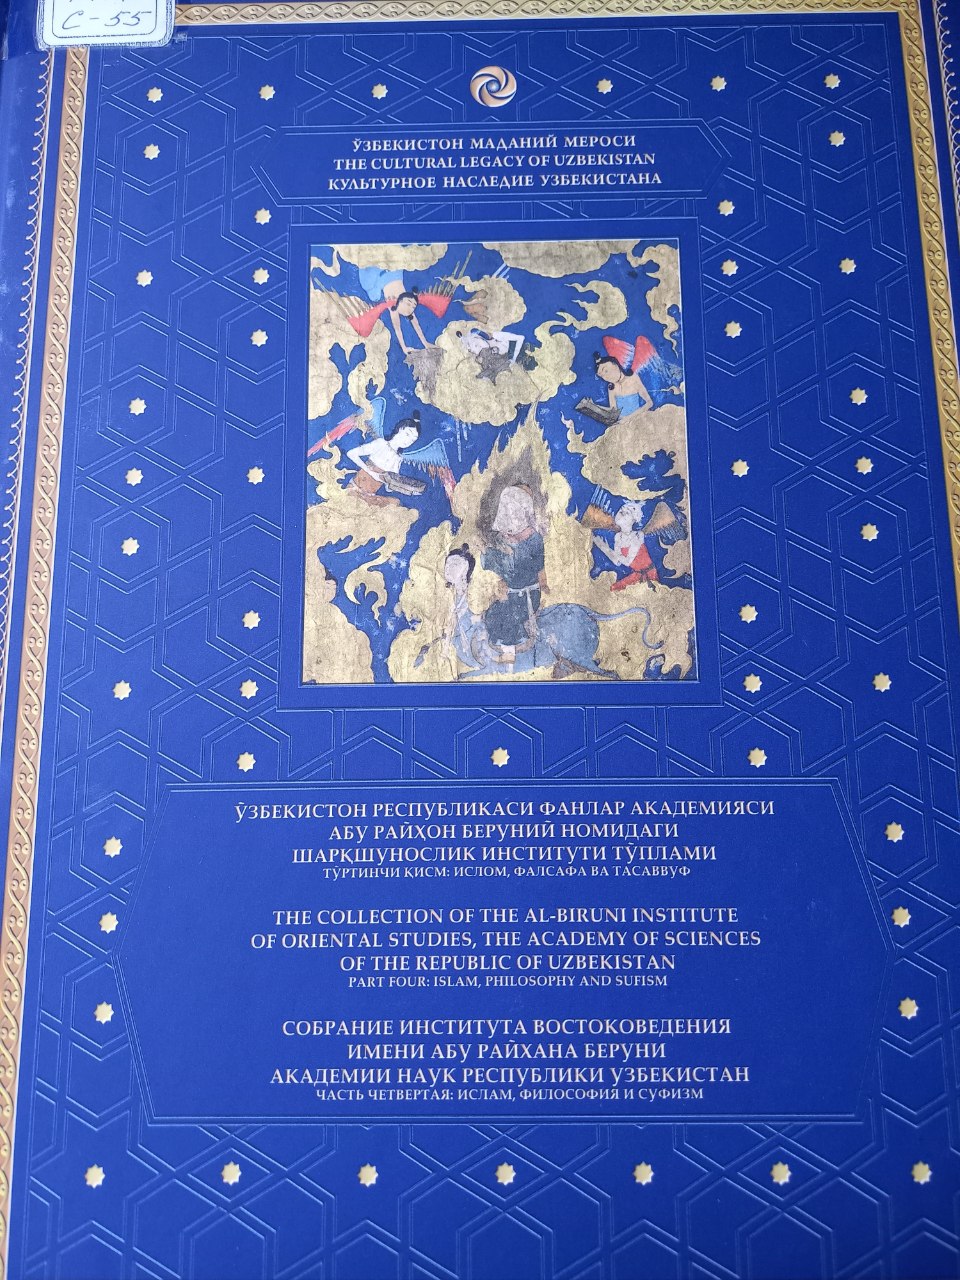 С-55
ЎЗБЕКИСТОН МАДАНИЙ МЕРОСИ
THE CULTURAL LEGACY OF UZBEKISTAN
КУЛЬТУРНОЕ НАСЛЕДИЕ УЗБЕКИСТАНА
ЎЗБЕКИСТОН РЕСПУБЛИКАСИ ФАНЛАР АКАДЕМИЯСИ
АБУ РАЙҲОН БЕРУНИЙ НОМИДАГИ
ШАРҚШУНОСЛИК ИНСТИТУТИ ТЎПЛАМИ
ТЎРТИНЧИ ҚИСМ: ИСЛОМ, ФАЛСАФА ВА ТАСАВВУФ
THE COLLECTION OF THE AL-BIRUNI INSTITUTE
OF ORIENTAL STUDIES, THE ACADEMY OF SCIENCES
OF THE REPUBLIC OF UZBEKISTAN
PART FOUR: ISLAM, PHILOSOPHY AND SUFISM
СОБРАНИЕ ИНСТИТУТА ВОСТОКОВЕДЕНИЯ
ИМЕНИ АБУ РАЙХАНА БЕРУНИ
АКАДЕМИИ НАУК РЕСПУБЛИКИ УЗБЕКИСТАН
ЧАСТЬ ЧЕТВЕРТАЯ: ИСЛАМ, ФИЛОСОФИЯ И СУФИЗМ